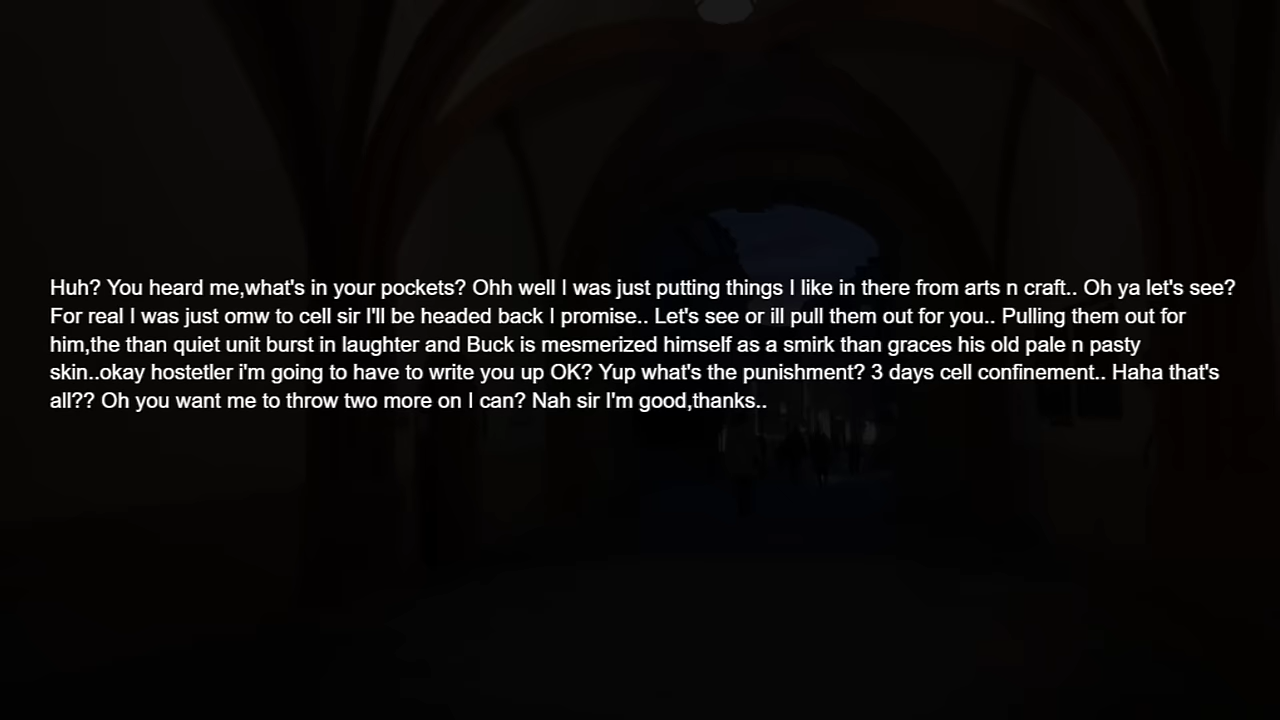 Huh? You heard me,what's in your pockets? Ohh well I was just putting things I like in there from arts n craft.. Oh ya let's see?
For real I was just omw to cell sir I'll be headed back I promise.. Let's see or ill pull them out for you.. Pulling them out for
him,the than quiet unit burst in laughter and Buck is mesmerized himself as a smirk than graces his old pale n pasty
skin..okay hostetler i'm going to have to write you up OK? Yup what's the punishment? 3 days cell confinement.. Haha that's
all?? Oh you want me to throw two more on I can? Nah sir I'm good,thanks..